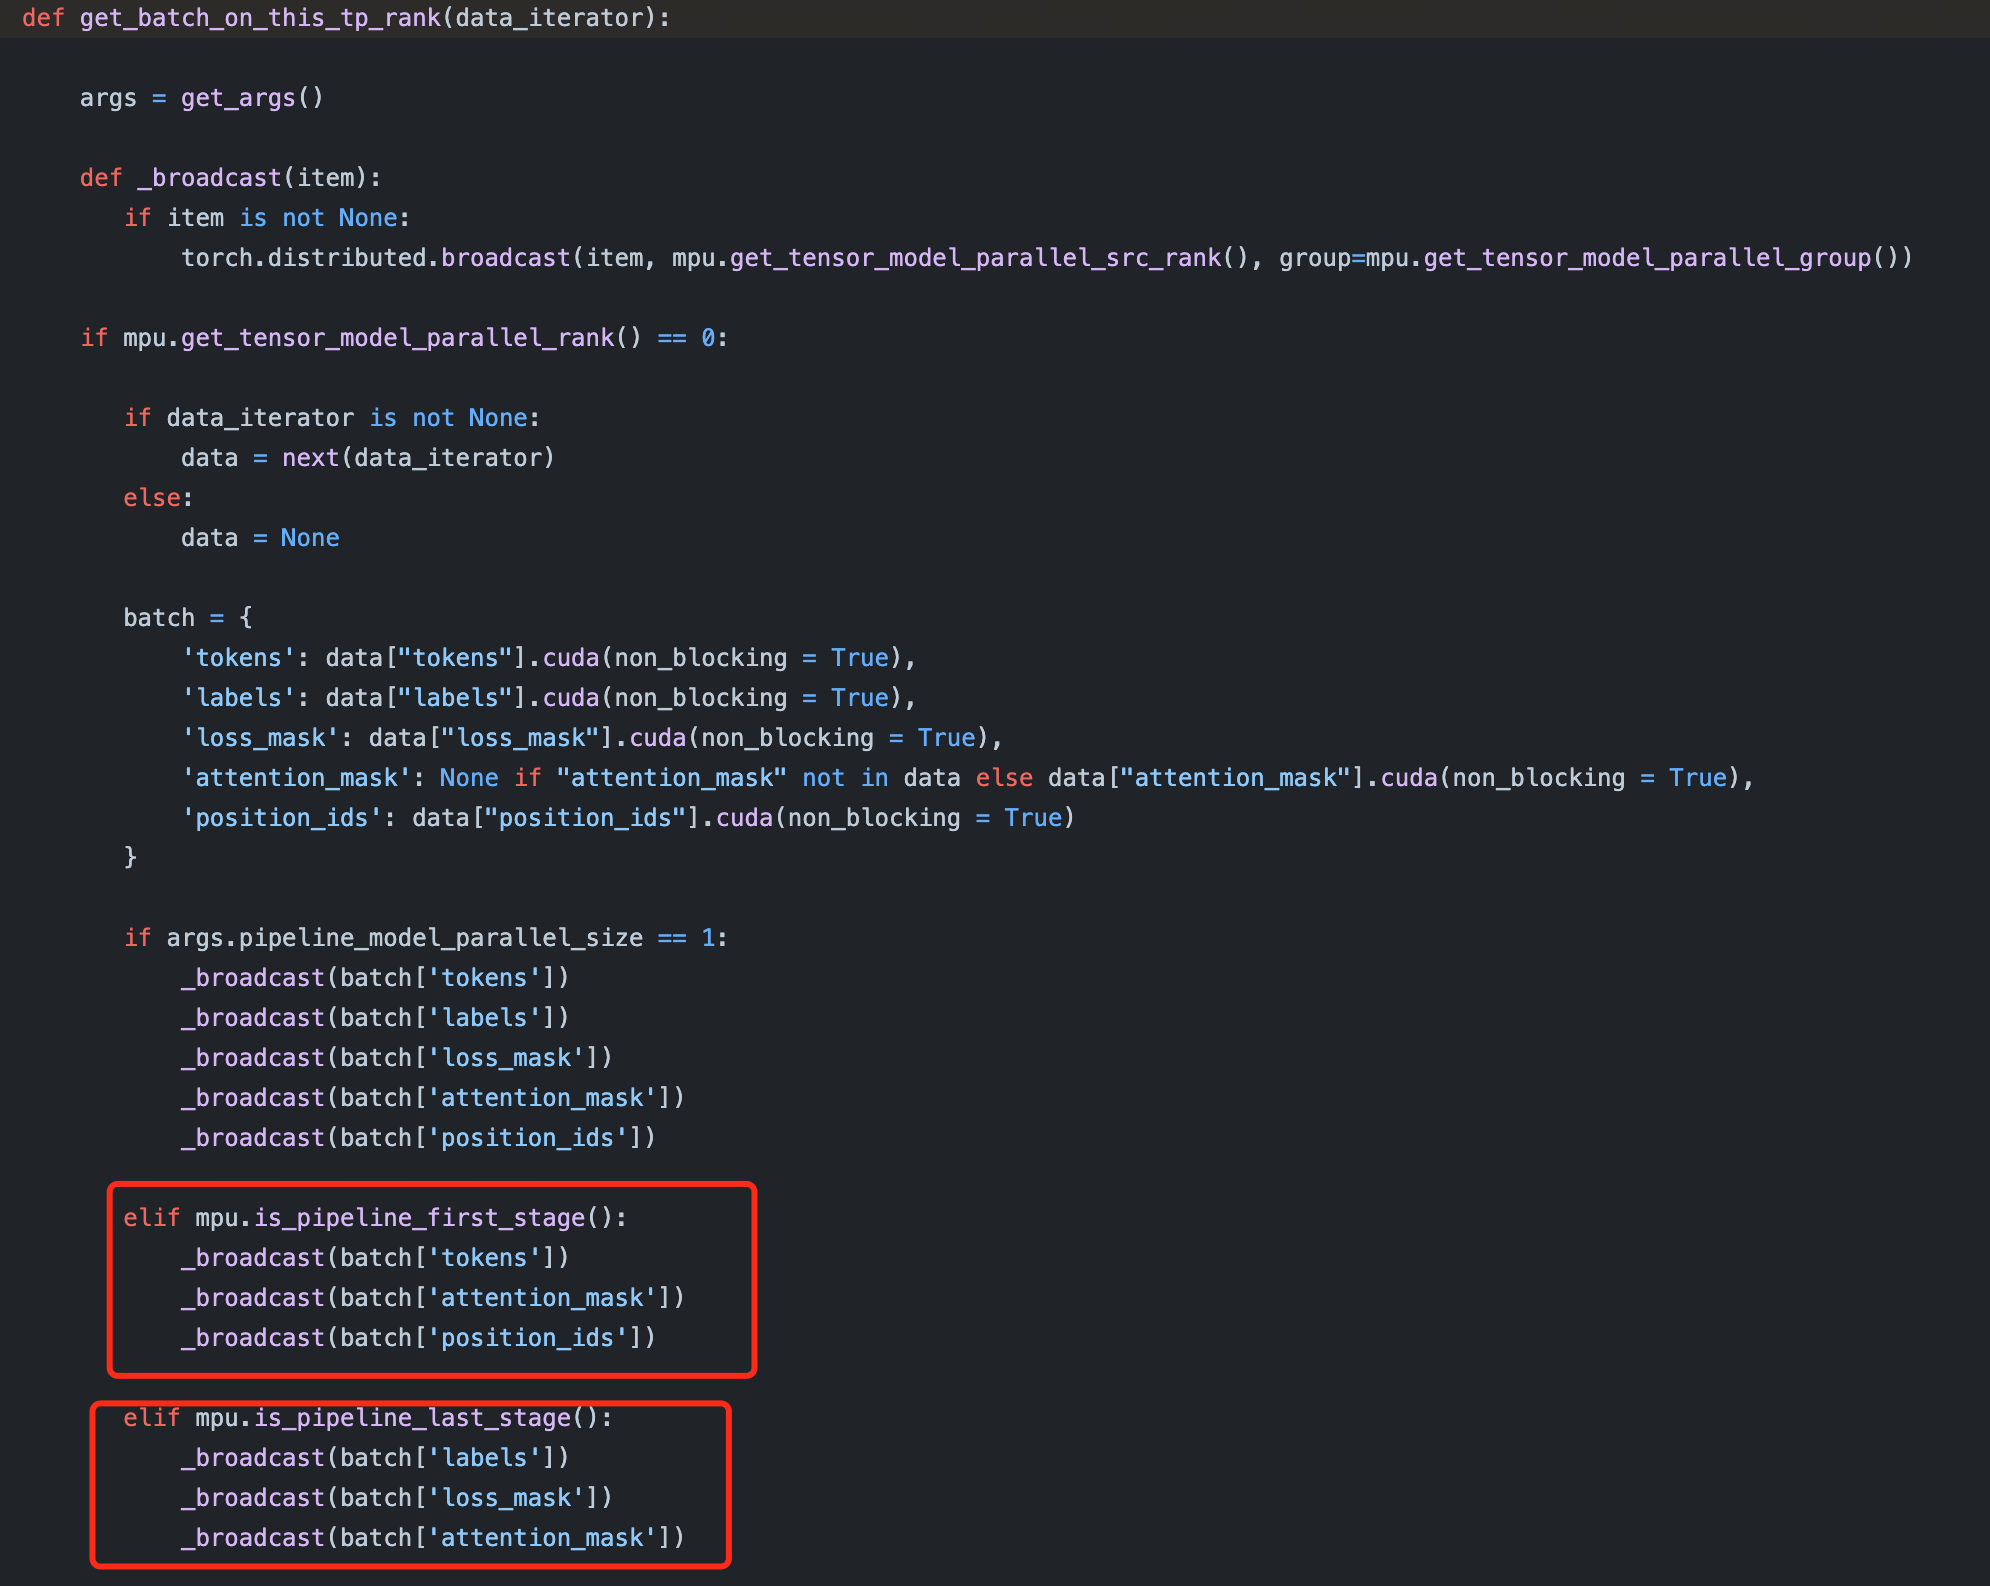 def get_batch_on_this_tp_rank(data_iterator):
args = get_args()
def _broadcast(item):
if item is not None:
torch.distributed.broadcast(item, mpu.get_tensor_model_parallel_src_rank(), group=mpu.get_tensor_model_parallel_group())
if mpu.get_tensor_model_parallel_rank() == 0:
if data_iterator is not None:
data = next(data_iterator)
else:
data = None
batch = {
'tokens': data["tokens"].cuda(non_blocking = True),
'labels': data["labels"].cuda(non_blocking = True),
'loss_mask': data["loss_mask"].cuda(non_blocking = True),
'attention_mask': None if "attention_mask" not in data else data["attention_mask"].cuda(non_blocking = True),
'position_ids': data["position_ids"].cuda(non_blocking = True)
}
if args.pipeline_model_parallel_size == 1:
_broadcast(batch['tokens'])
_broadcast(batch['labels'])
_broadcast(batch['loss_mask'])
_broadcast(batch['attention_mask'])
_broadcast(batch['position_ids'])
elif mpu.is_pipeline_first_stage():
_broadcast(batch['tokens'])
_broadcast(batch['attention_mask'])
_broadcast(batch['position_ids'])
elif mpu.is_pipeline_last_stage():
_broadcast(batch['labels'])
_broadcast(batch['loss_mask'])
_broadcast(batch['attention_mask'])